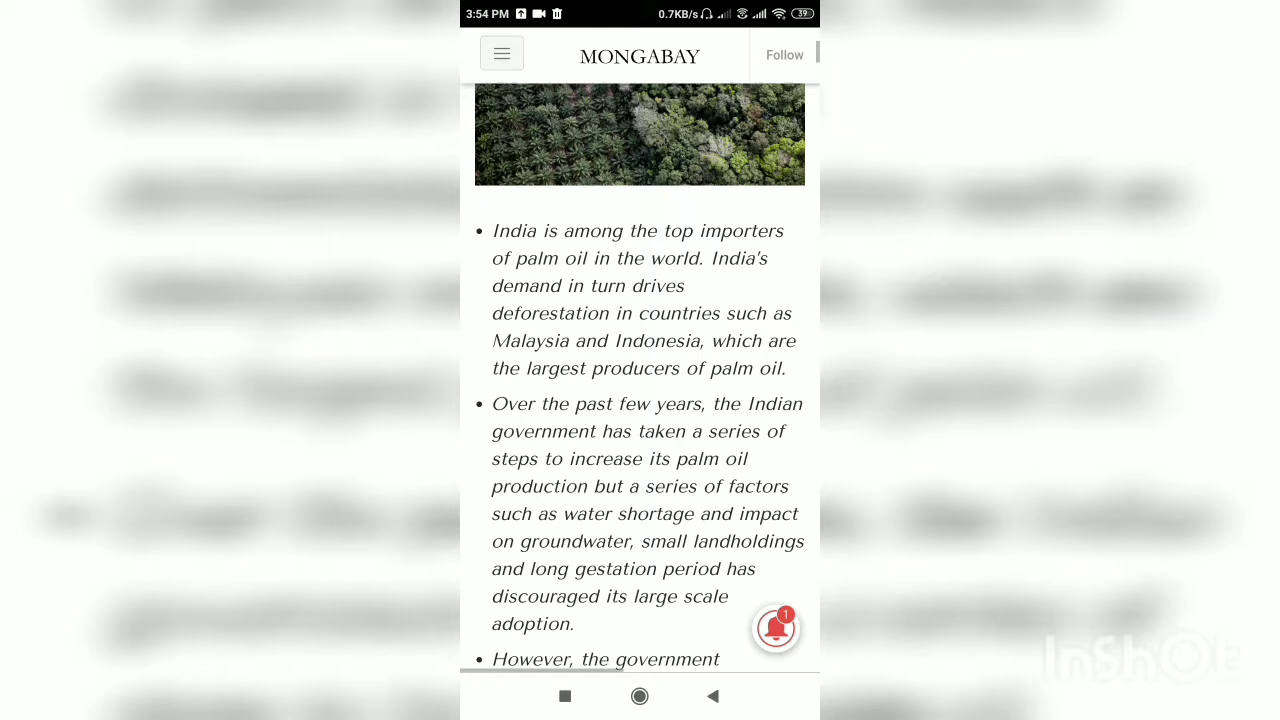 3:54 PM 0.7KB/s 39
MONGABAY Follow
• India is among the top importers
of palm oil in the world. India's
demand in turn drives
deforestation in countries such as
Malaysia and Indonesia, which are
the largest producers of palm oil.
• Over the past few years, the Indian
government has taken a series of
steps to increase its palm oil
production but a series of factors
such as water shortage and impact
on groundwater, small landholdings
and long gestation period has
discouraged its large scale
adoption.
1
• However, the government
InShOt